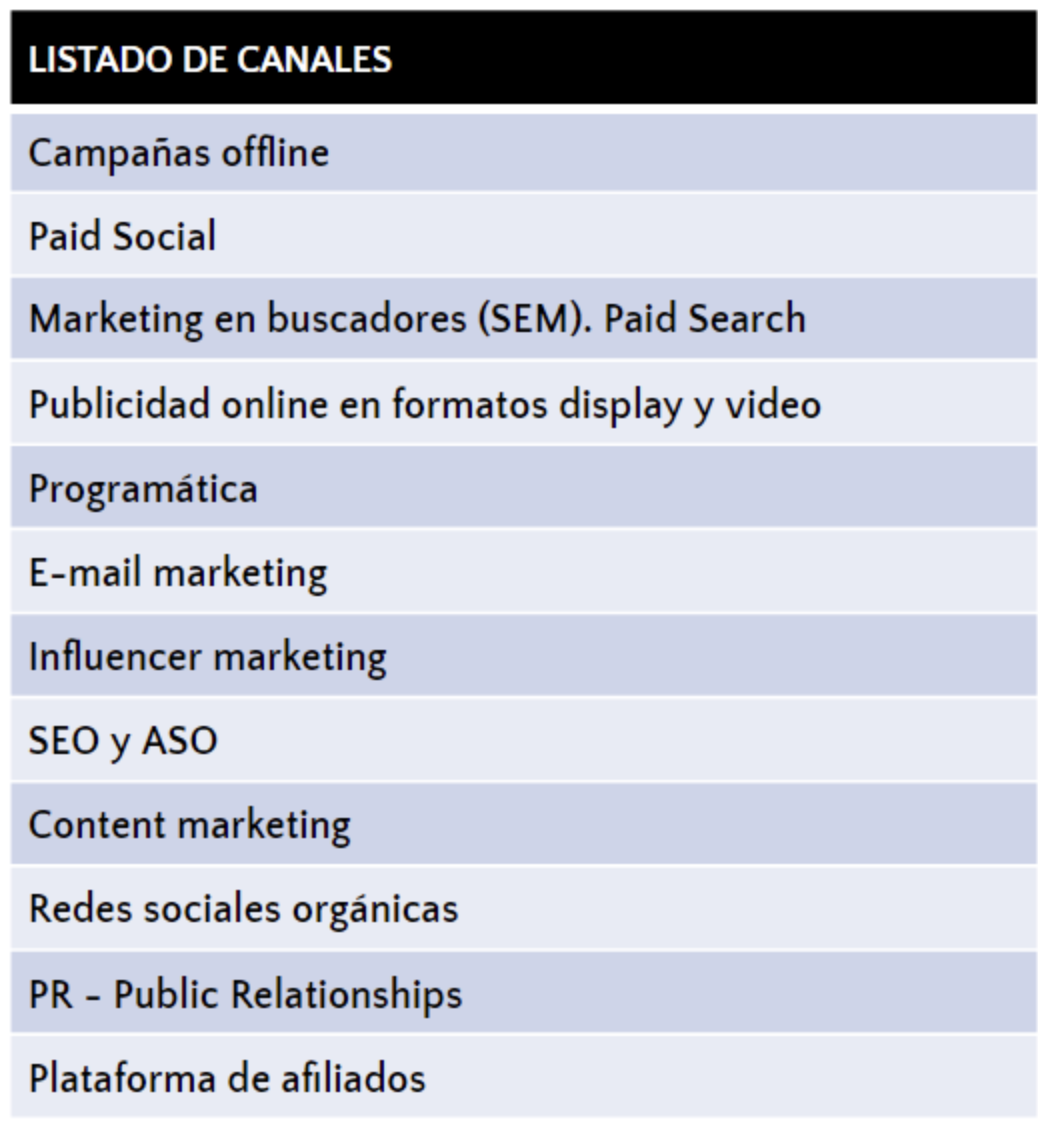 LISTADO DE CANALES
Campañas offline
Paid Social
Marketing en buscadores (SEM). Paid Search
Publicidad online en formatos display y video
Programática
E-mail marketing
Influencer marketing
SEO y ASO
Content marketing
Redes sociales orgánicas
PR - Public Relationships
Plataforma de afiliados